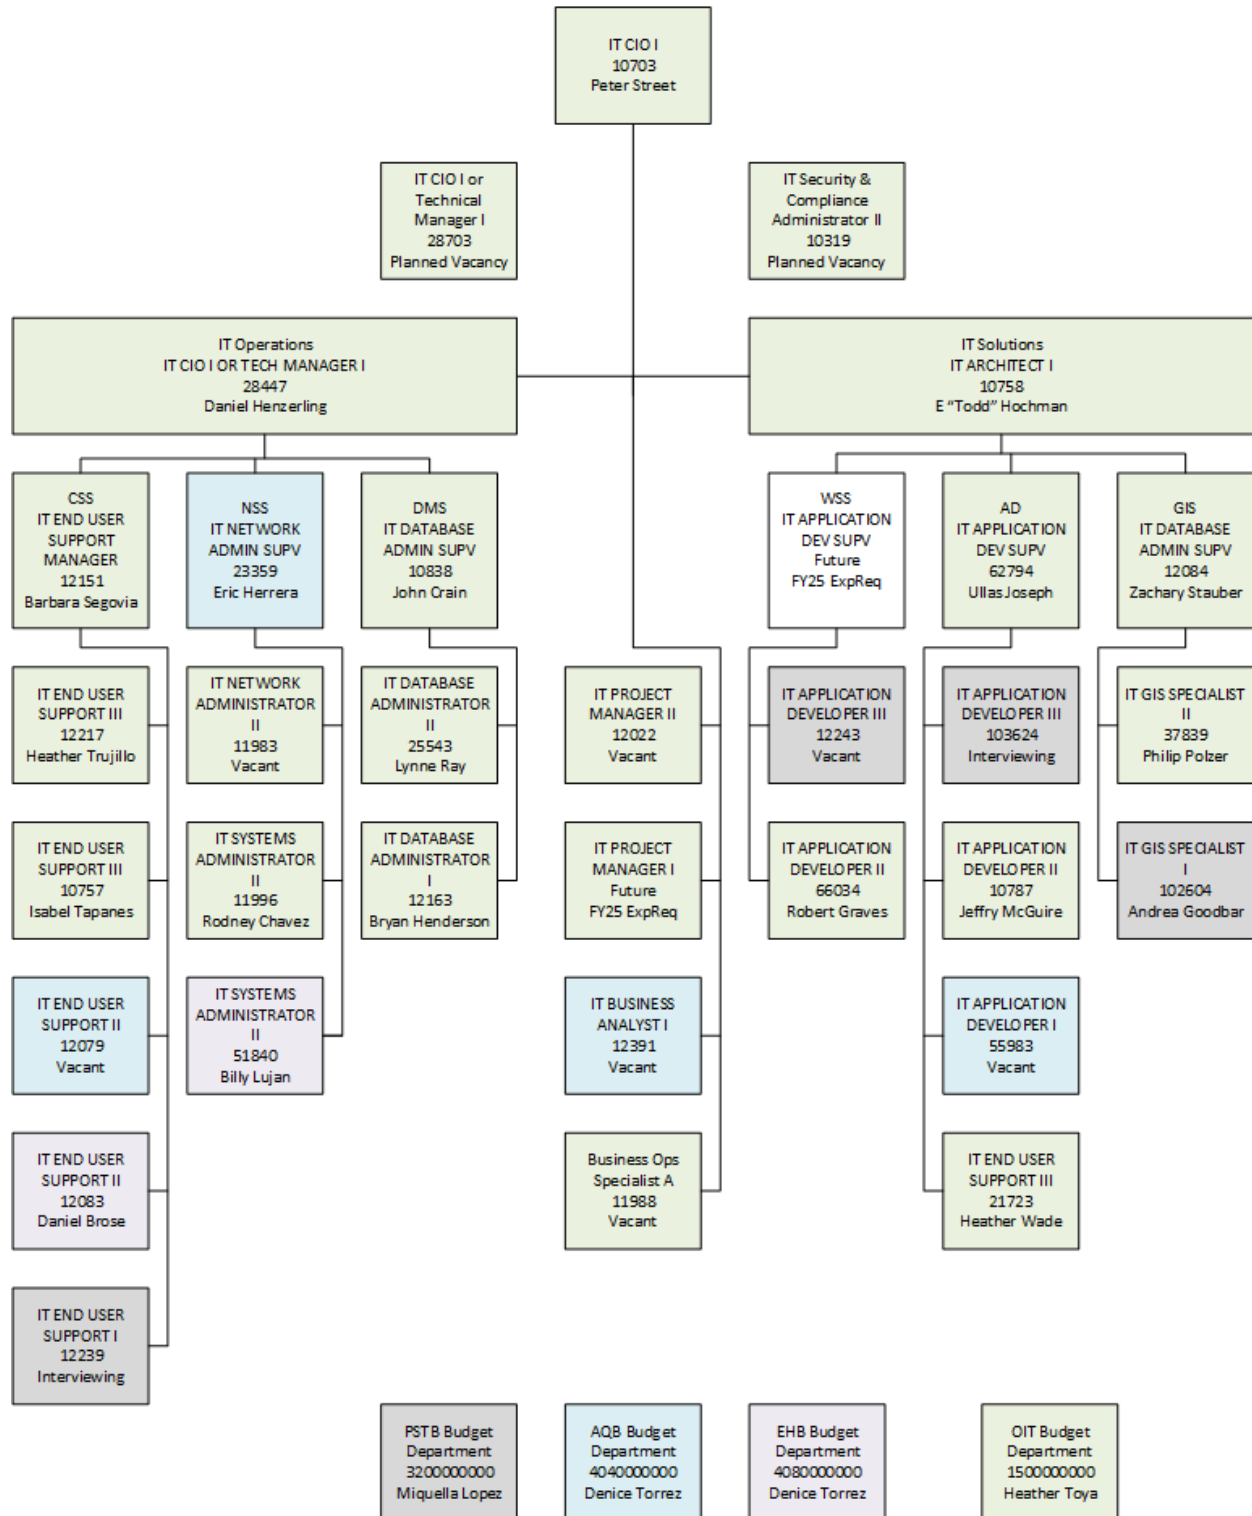 IT CIO I
10703
Peter Street
IT CIO I or
Technical
Manager I
28703
Planned Vacancy
IT Security &
Compliance
Administrator II
10319
Planned Vacancy
IT Operations
IT CIO I OR TECH MANAGER I
28447
Daniel Henzerling
IT Solutions
IT ARCHITECT I
10758
E “Todd” Hochman
CSS
IT END USER
SUPPORT
MANAGER
12151
Barbara Segovia
NSS
IT NETWORK
ADMIN SUPV
23359
Eric Herrera
DMS
IT DATABASE
ADMIN SUPV
10838
John Crain
WSS
IT APPLICATION
DEV SUPV
Future
FY25 ExpReq
AD
IT APPLICATION
DEV SUPV
62794
Ullas Joseph
GIS
IT DATABASE
ADMIN SUPV
12084
Zachary Stauber
IT END USER
SUPPORT III
12217
Heather Trujillo
IT NETWORK
ADMINISTRATOR
II
11983
Vacant
IT DATABASE
ADMINISTRATOR
II
25543
Lynne Ray
IT PROJECT
MANAGER II
12022
Vacant
IT APPLICATION
DEVELOPER III
12243
Vacant
IT APPLICATION
DEVELOPER III
103624
Interviewing
IT GIS SPECIALIST
II
37839
Philip Polzer
IT END USER
SUPPORT III
10757
Isabel Tapanes
IT SYSTEMS
ADMINISTRATOR
II
11996
Rodney Chavez
IT DATABASE
ADMINISTRATOR
I
12163
Bryan Henderson
IT PROJECT
MANAGER I
Future
FY25 ExpReq
IT APPLICATION
DEVELOPER II
66034
Robert Graves
IT APPLICATION
DEVELOPER II
10787
Jeffry McGuire
IT GIS SPECIALIST
I
102604
Andrea Goodbar
IT END USER
SUPPORT II
12079
Vacant
IT SYSTEMS
ADMINISTRATOR
II
51840
Billy Lujan
IT BUSINESS
ANALYST I
12391
Vacant
IT APPLICATION
DEVELOPER I
55983
Vacant
IT END USER
SUPPORT II
12083
Daniel Brose
Business Ops
Specialist A
11988
Vacant
IT END USER
SUPPORT III
21723
Heather Wade
IT END USER
SUPPORT I
12239
Interviewing
PSTB Budget
Department
3200000000
Miquella Lopez
AQB Budget
Department
4040000000
Denice Torrez
EHB Budget
Department
4080000000
Denice Torrez
OIT Budget
Department
1500000000
Heather Toya